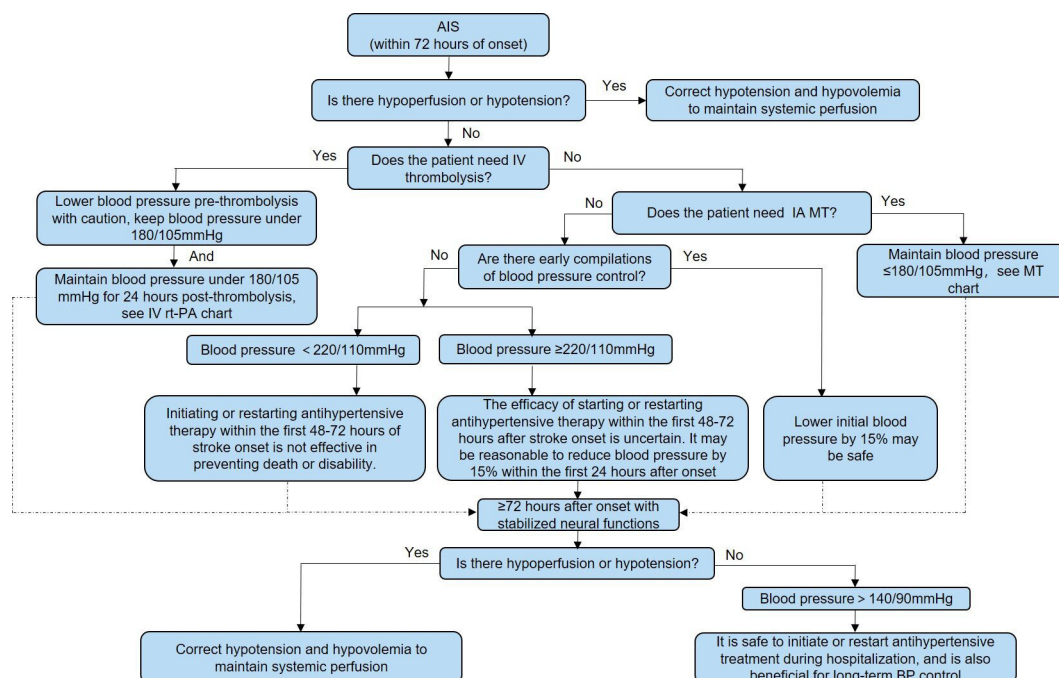 AIS
(within 72 hours of onset)
Is there hypoperfusion or hypotension?
Yes
Correct hypotension and hypovolemia
to maintain systemic perfusion
No
Yes
Does the patient need IV
thrombolysis?
No
Lower blood pressure pre-thrombolysis
with caution, keep blood pressure under
180/105mmHg
No
Does the patient need IA MT?
Yes
And
Maintain blood pressure under 180/105
mmHg for 24 hours post-thrombolysis,
see IV rt-PA chart
No
Are there early compilations
of blood pressure control?
Yes
Maintain blood pressure
≤180/105mmHg, see MT
chart
Blood pressure <220/110mmHg
Blood pressure ≥220/110mmHg
Initiating or restarting antihypertensive
therapy within the first 48-72 hours of
stroke onset is not effective in
preventing death or disability.
The efficacy of starting or restarting
antihypertensive therapy within the first 48-72
hours after stroke onset is uncertain. It may
be reasonable to reduce blood pressure by
15% within the first 24 hours after onset
Lower initial blood
pressure by 15% may
be safe
≥72 hours after onset with
stabilized neural functions
Yes
Is there hypoperfusion or hypotension?
No
Blood pressure > 140/90mmHg
Correct hypotension and hypovolemia to
maintain systemic perfusion
It is safe to initiate or restart antihypertensive
treatment during hospitalization, and is also
beneficial for long-term BP control